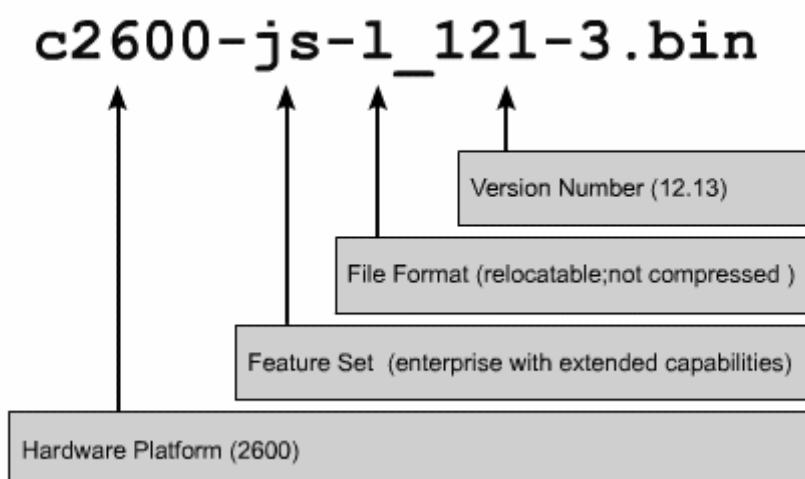 c2600-js-l_121-3.bin
Version Number (12.13)
File Format (relocatable;not compressed )
Feature Set (enterprise with extended capabilities)
Hardware Platform (2600)